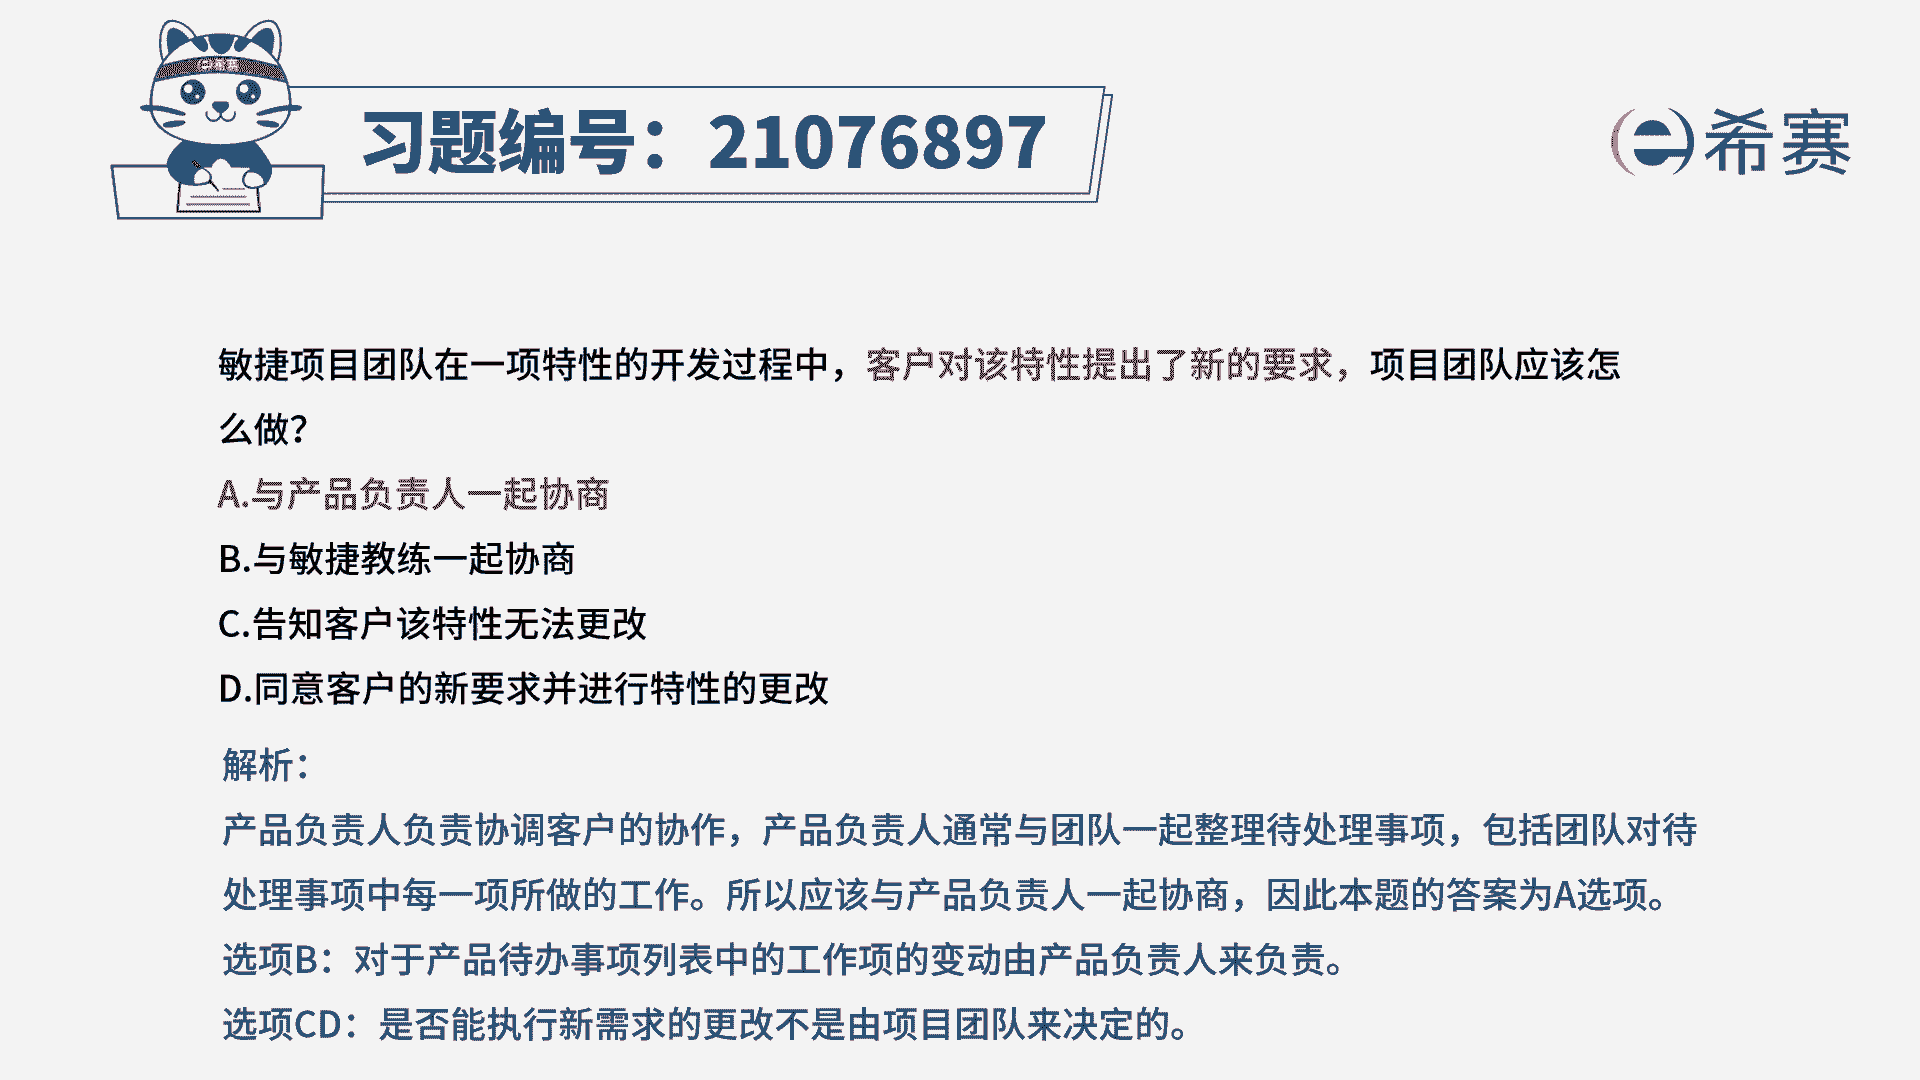 习题编号：21076897
希赛
敏捷项目团队在一项特性的开发过程中，客户对该特性提出了新的要求，项目团队应该怎
么做？
A.与产品负责人一起协商
B.与敏捷教练一起协商
C.告知客户该特性无法更改
D.同意客户的新要求并进行特性的更改
解析：
产品负责人负责协调客户的协作，产品负责人通常与团队一起整理待处理事项，包括团队对待
处理事项中每一项所做的工作。所以应该与产品负责人一起协商，因此本题的答案为A选项。
选项B：对于产品待办事项列表中的工作项的变动由产品负责人来负责。
选项CD：是否能执行新需求的更改不是由项目团队来决定的。